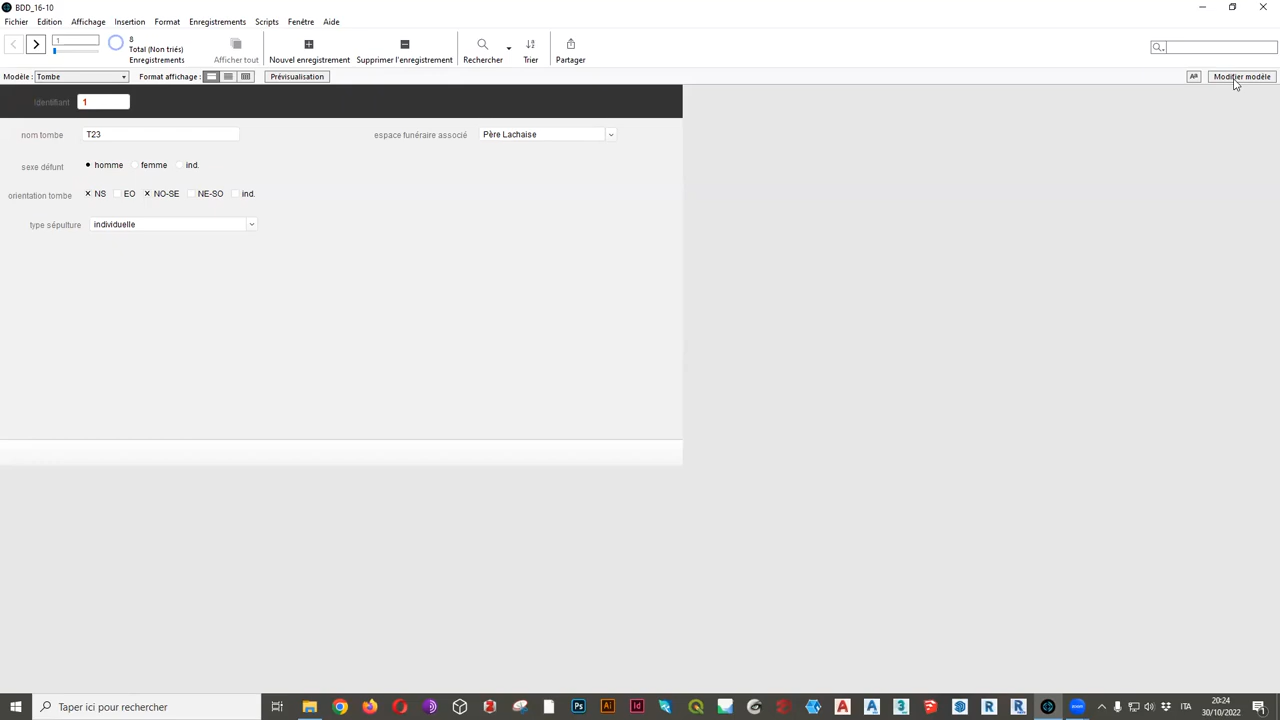 BDD_16-10
Fichier Edition Affichage Insertion Format Enregistrements Scripts Fenêtre Aide
1
8
Total (Non triés)
Enregistrements
Afficher tout Nouvel enregistrement Supprimer l'enregistrement Rechercher Trier Partager
Modèle : Tombe Format affichage : Prévisualisation Aa Modifier modèle
Identifiant 1
nom tombe T23 espace funéraire associé Père Lachaise
sexe défunt homme femme ind.
orientation tombe NS EO NO-SE NE-SO ind.
type sépulture individuelle
Taper ici pour rechercher
ITA
20:24
30/10/2022